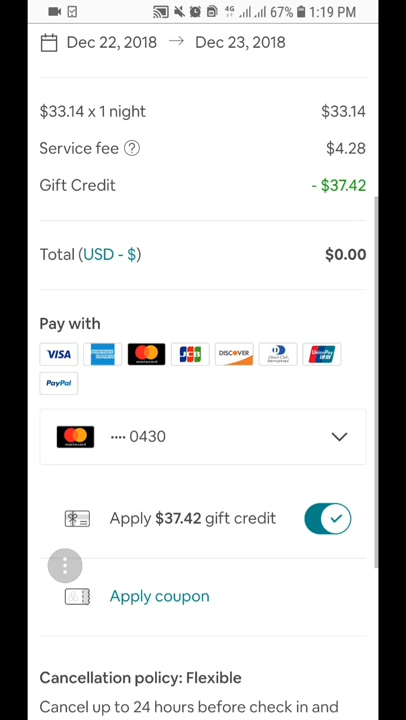 4G 67% 1:19 PM
Dec 22, 2018 → Dec 23, 2018
$33.14 x 1 night $33.14
Service fee ? $4.28
Gift Credit - $37.42
Total (USD - $) $0.00
Pay with
VISA DISCOVER UnionPay
PayPal
•••• 0430
Apply $37.42 gift credit
Apply coupon
Cancellation policy: Flexible
Cancel up to 24 hours before check in and